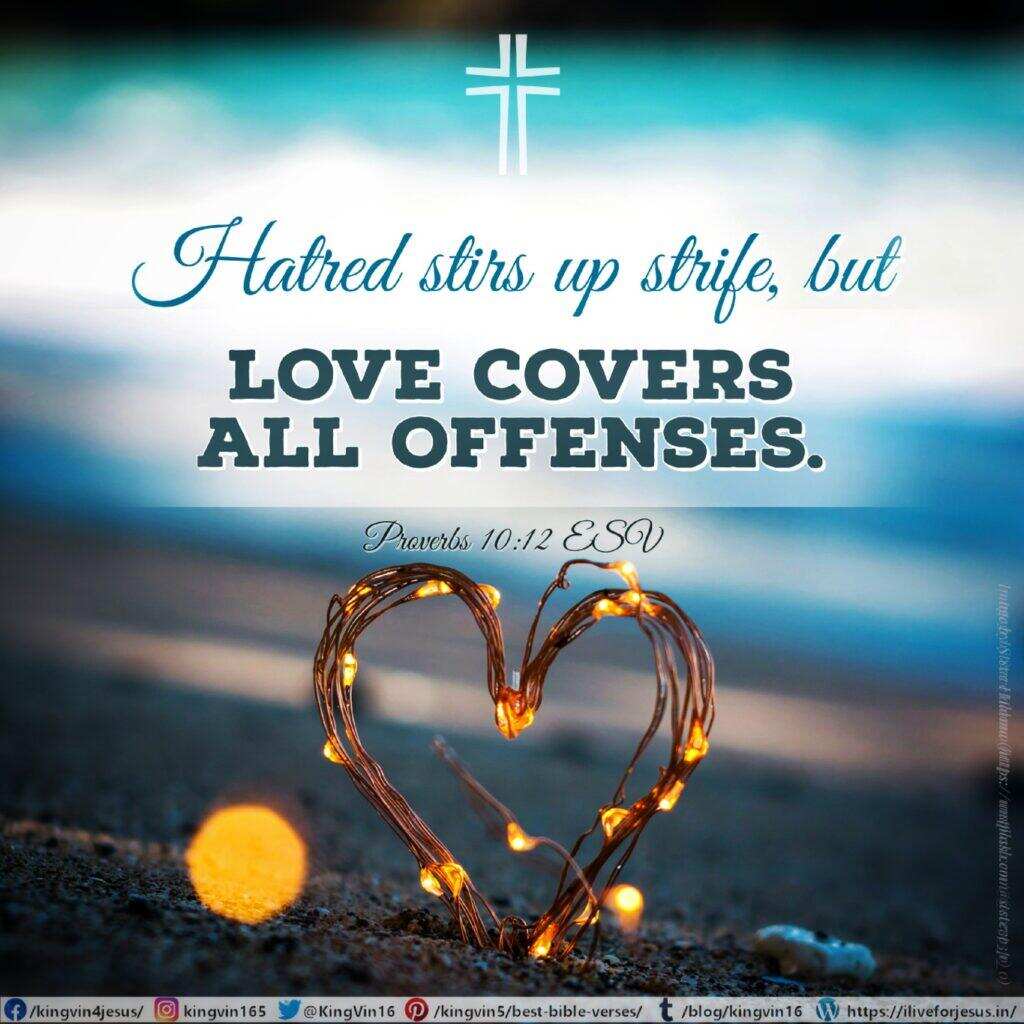 Hatred stirs up strife, but
LOVE COVERS
ALL OFFENSES.
Proverbs 10:12 ESV
/kingvin4jesus/ kingvin165 @KingVin16 /kingvin5/best-bible-verses/ /blog/kingvin16 https://iliveforjesus.in/